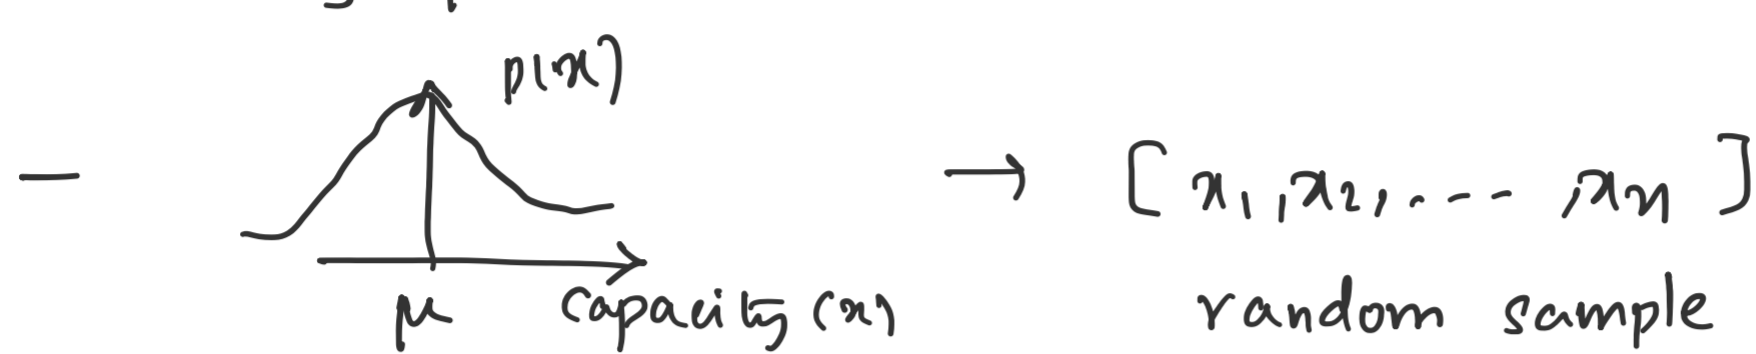 p(x)
[ x1, x2, .---, xn ]
μ capacity (x) random sample